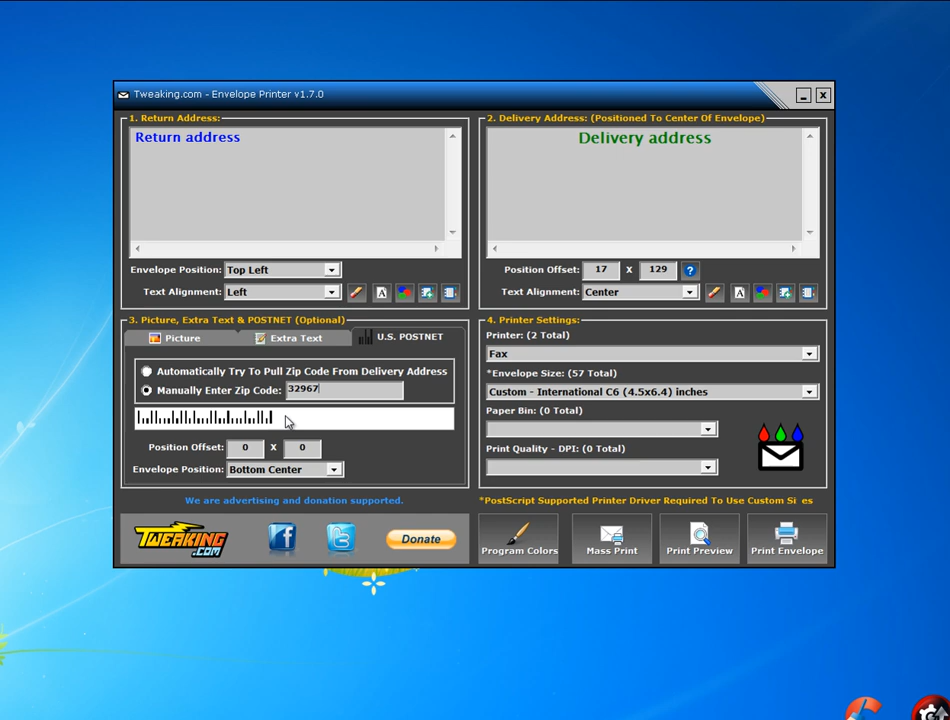 Tweaking.com - Envelope Printer v1.7.0
1. Return Address:
Return address
Envelope Position: Top Left
Text Alignment: Left
A
2. Delivery Address: (Positioned To Center Of Envelope)
Delivery address
Position Offset: 17 X 129 ?
Text Alignment: Center
A
3. Picture, Extra Text & POSTNET (Optional)
Picture Extra Text U.S. POSTNET
Automatically Try To Pull Zip Code From Delivery Address
Manually Enter Zip Code: 32967
Position Offset: 0 X 0
Envelope Position: Bottom Center
4. Printer Settings:
Printer: (2 Total)
Fax
*Envelope Size: (57 Total)
Custom - International C6 (4.5x6.4) inches
Paper Bin: (0 Total)
Print Quality - DPI: (0 Total)
We are advertising and donation supported.
*PostScript Supported Printer Driver Required To Use Custom Si es
TWEAKING
.COM
f
t
Donate
Program Colors
Mass Print
Print Preview
Print Envelope